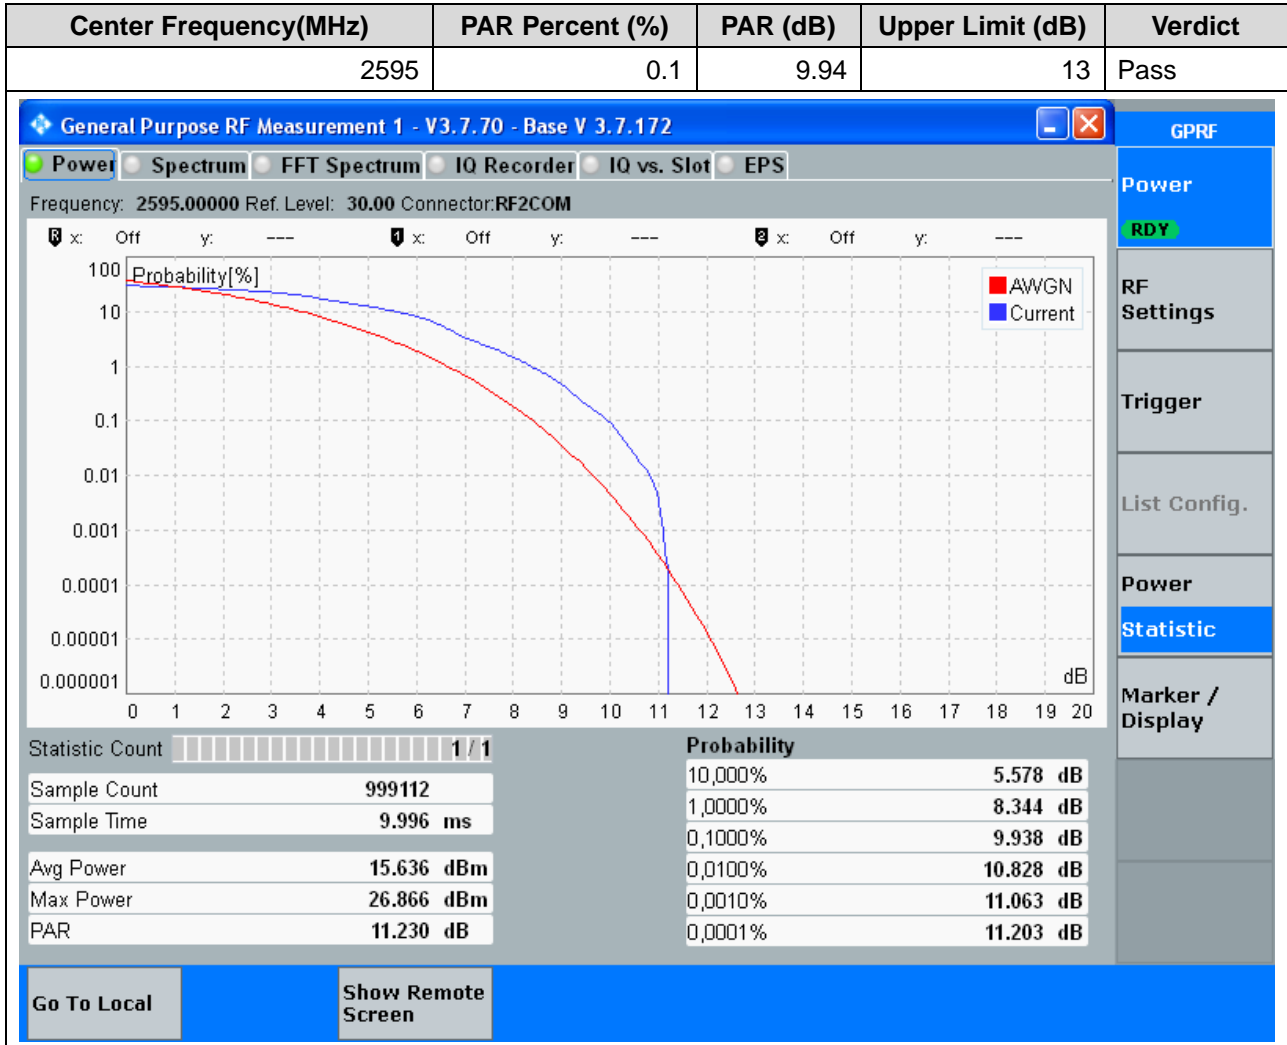 Center Frequency(MHz) PAR Percent (%) PAR (dB) Upper Limit (dB) Verdict
2595 0.1 9.94 13 Pass
General Purpose RF Measurement 1 - V3.7.70 - Base V 3.7.172
GPRF
Power Spectrum FFT Spectrum IQ Recorder IQ vs. Slot EPS
Power
RDY
Frequency: 2595.00000 Ref. Level: 30.00 Connector:RF2COM
R x: Off y: --- 1 x: Off y: --- 2 x: Off y: ---
100 Probability[%]
AWGN
Current
10
1
0.1
0.01
0.001
0.0001
0.00001
0.000001
dB
0 1 2 3 4 5 6 7 8 9 10 11 12 13 14 15 16 17 18 19 20
RF
Settings
Trigger
List Config.
Power
Statistic
Marker /
Display
Statistic Count 1 / 1
Sample Count 999112
Sample Time 9.996 ms
Avg Power 15.636 dBm
Max Power 26.866 dBm
PAR 11.230 dB
Probability
10,000% 5.578 dB
1,0000% 8.344 dB
0,1000% 9.938 dB
0,0100% 10.828 dB
0,0010% 11.063 dB
0,0001% 11.203 dB
Go To Local
Show Remote
Screen